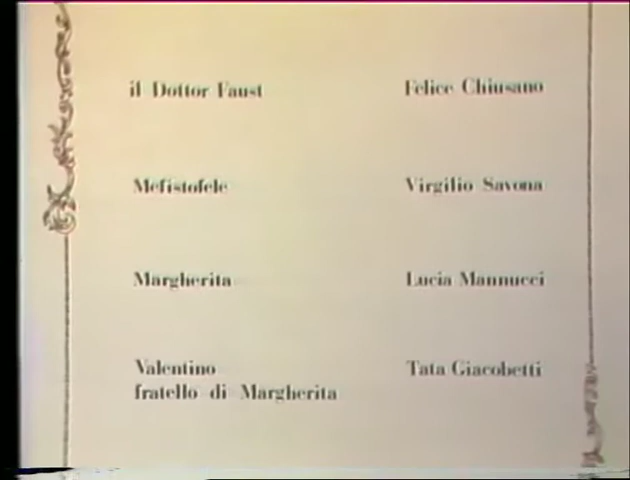 il Dottor Faust Felice Chiusano
Mefistofele Virgilio Savona
Margherita Lucia Mannucci
Valentino Tata Giacobetti
fratello di Margherita